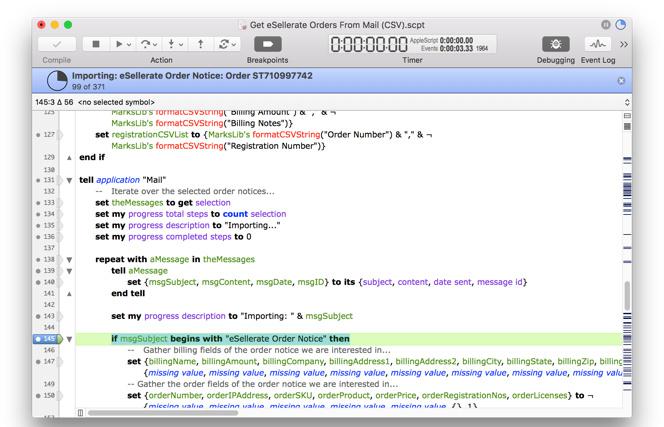 Get eSellerate Orders From Mail (CSV).scpt
Compile
Action
Breakpoints
0:00:00:00
AppleScript 0:00:00.00
Events 0:00:03.33 1964
Timer
Debugging
Event Log
Importing: eSellerate Order Notice: Order ST710997742
99 of 371
145:3 Δ 56 <no selected symbol>
125 MarksLib's formatCSVString("Billing Amount") & "," & ¬
MarksLib's formatCSVString("Billing Notes")}
127 set registrationCSVList to {MarksLib's formatCSVString("Order Number") & "," & ¬
MarksLib's formatCSVString("Registration Number")}
129 end if
130
131 tell application "Mail"
132 -- Iterate over the selected order notices...
133 set theMessages to get selection
134 set my progress total steps to count selection
135 set my progress description to "Importing..."
136 set my progress completed steps to 0
137
138 repeat with aMessage in theMessages
139 tell aMessage
140 set {msgSubject, msgContent, msgDate, msgID} to its {subject, content, date sent, message id}
141 end tell
142
143 set my progress description to "Importing: " & msgSubject
144
145 if msgSubject begins with "eSellerate Order Notice" then
146 -- Gather billing fields of the order notice we are interested in...
147 set {billingName, billingAmount, billingCompany, billingAddress1, billingAddress2, billingCity, billingState, billingZip, billing
{missing value, missing value, missing value, missing value, missing value, missing value, missing value, missing valu
149 -- Gather the order fields of the order notice we are interested in...
150 set {orderNumber, orderIPAddress, orderSKU, orderProduct, orderPrice, orderRegistrationNos, orderLicenses} to ¬
{missing value, missing value, missing value, missing value, missing value, {}, 1}